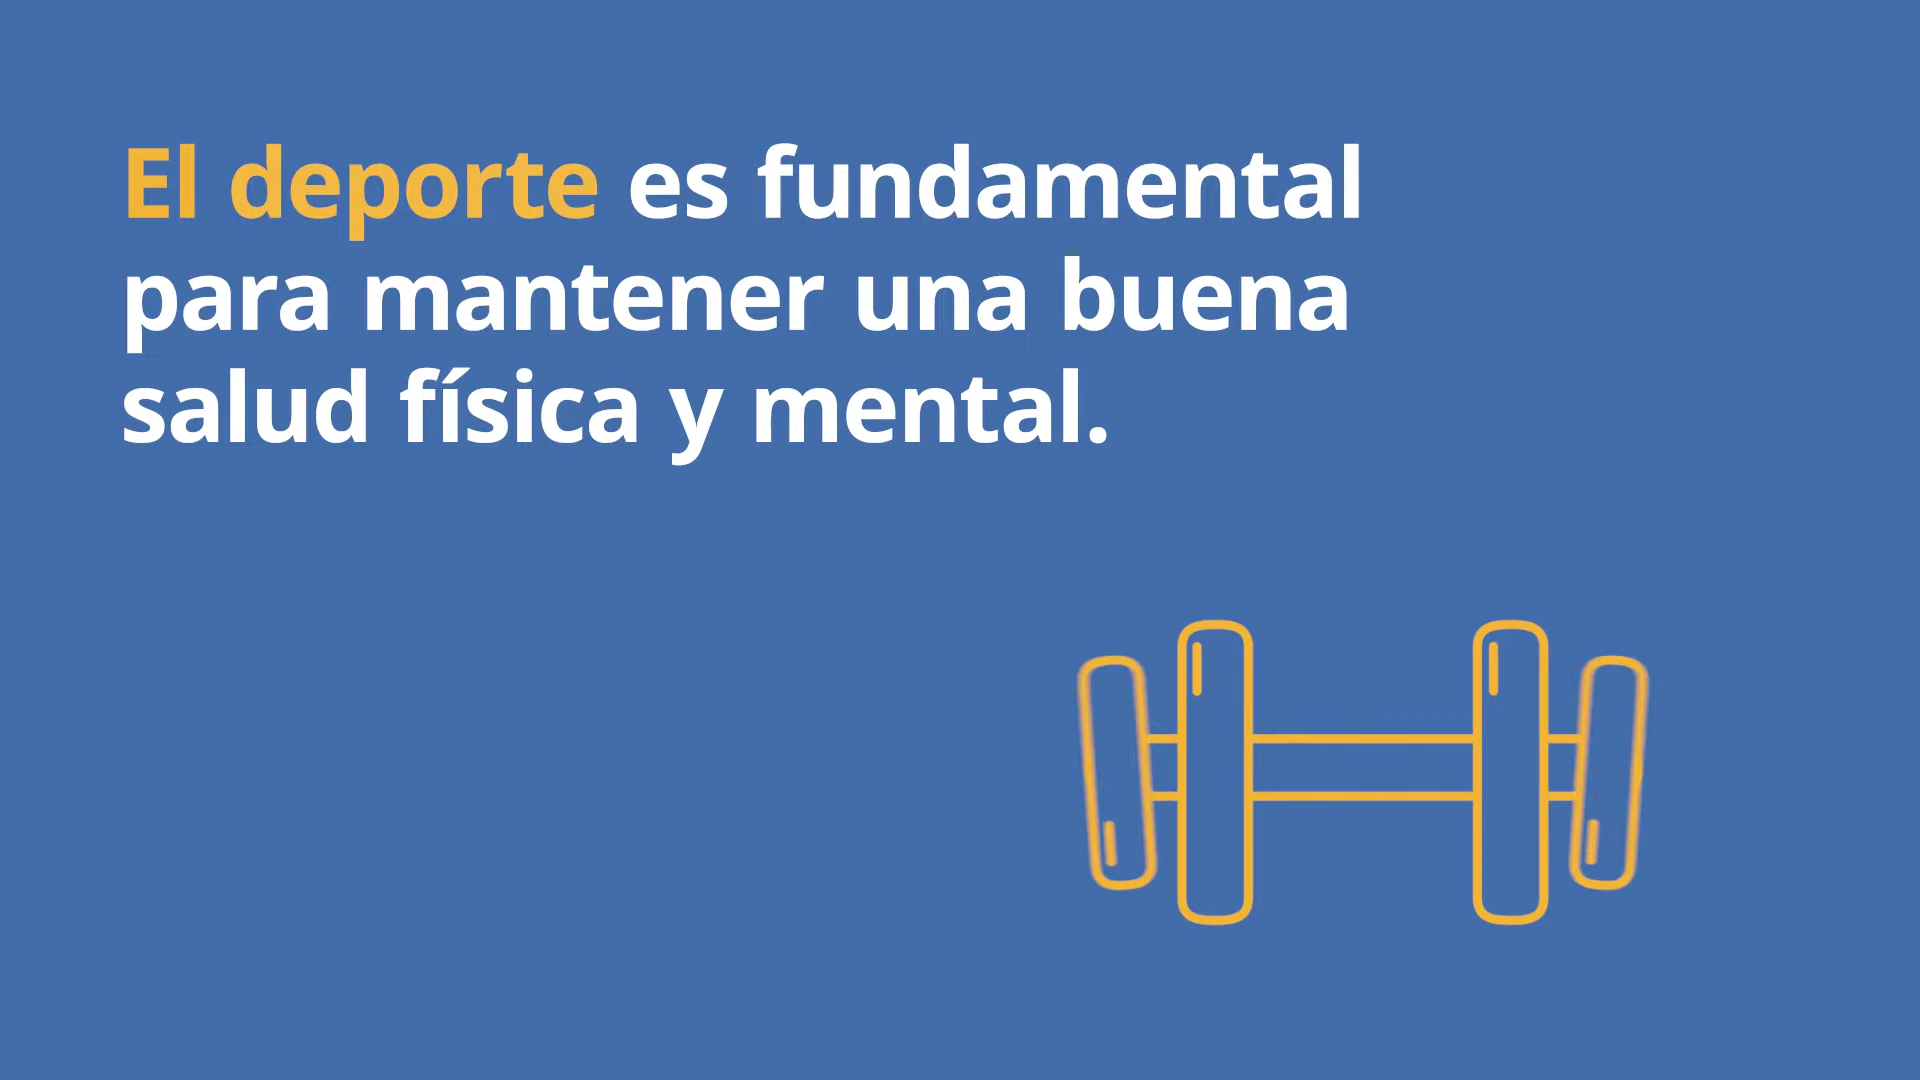 El deporte es fundamental
para mantener una buena
salud física y mental.